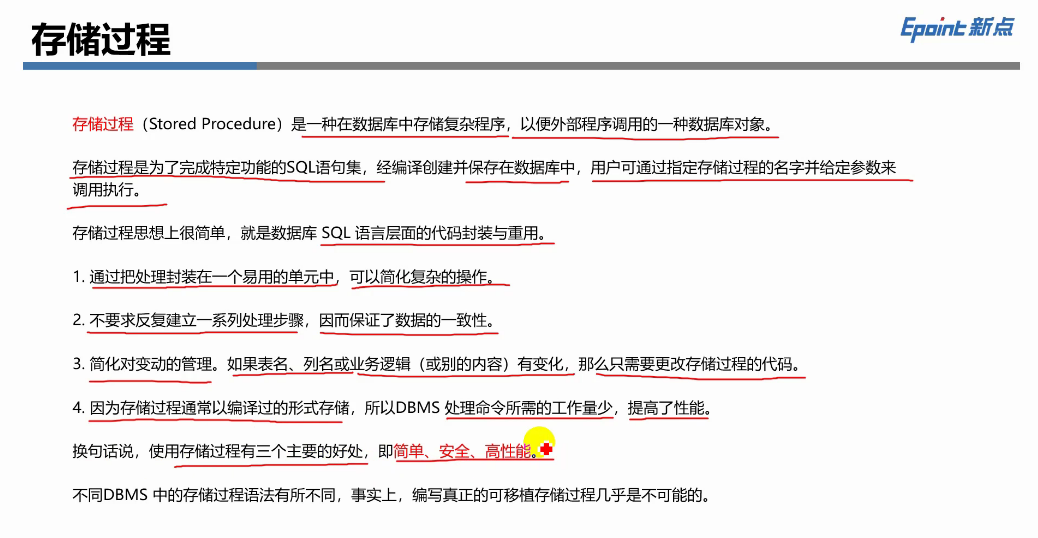 存储过程
Epoint 新点
存储过程（Stored Procedure）是一种在数据库中存储复杂程序，以便外部程序调用的一种数据库对象。
存储过程是为了完成特定功能的SQL语句集，经编译创建并保存在数据库中，用户可通过指定存储过程的名字并给定参数来
调用执行。
存储过程思想上很简单，就是数据库 SQL 语言层面的代码封装与重用。
1. 通过把处理封装在一个易用的单元中，可以简化复杂的操作。
2. 不要求反复建立一系列处理步骤，因而保证了数据的一致性。
3. 简化对变动的管理。如果表名、列名或业务逻辑（或别的内容）有变化，那么只需要更改存储过程的代码。
4. 因为存储过程通常以编译过的形式存储，所以DBMS 处理命令所需的工作量少，提高了性能。
换句话说，使用存储过程有三个主要的好处，即简单、安全、高性能。
不同DBMS 中的存储过程语法有所不同，事实上，编写真正的可移植存储过程几乎是不可能的。